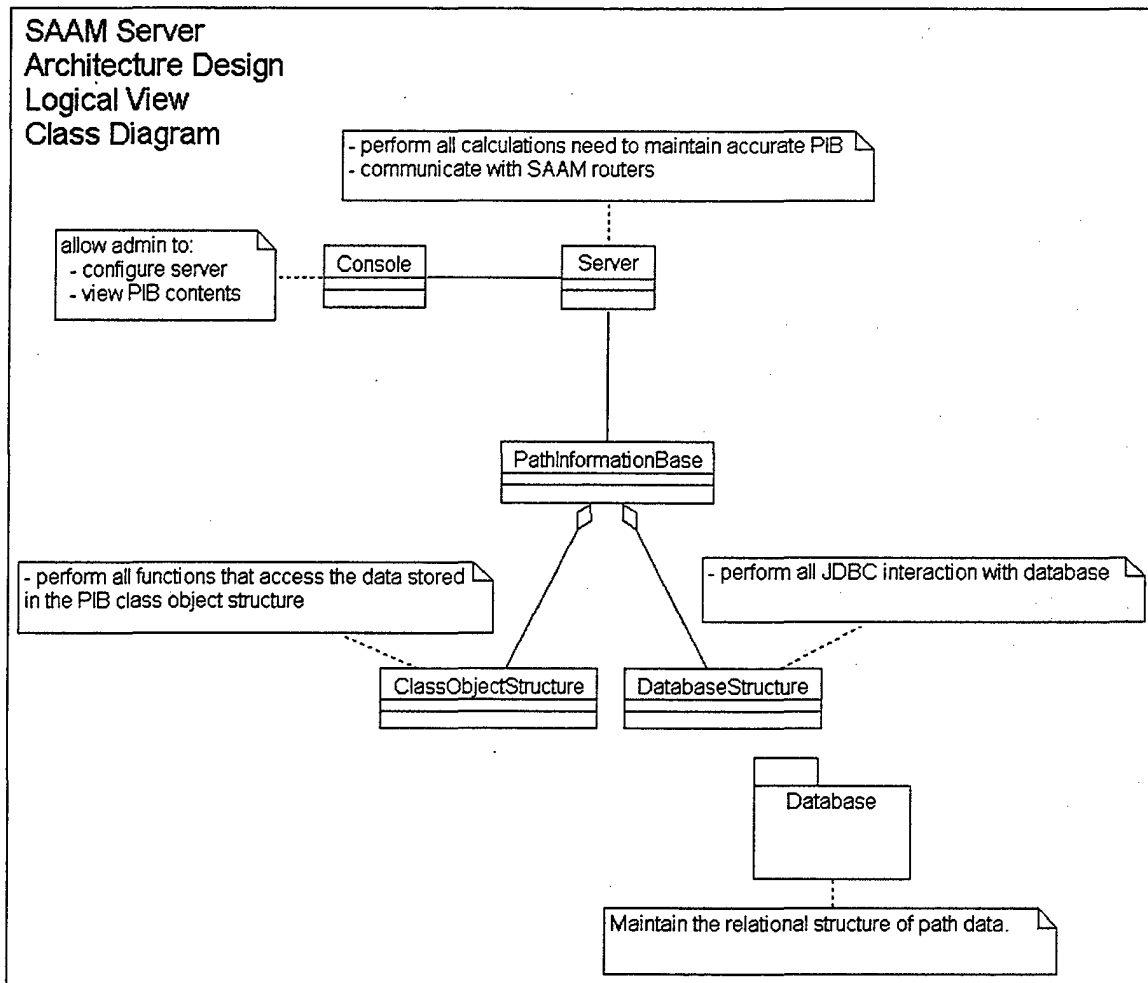 SAAM Server
Architecture Design
Logical View
Class Diagram
- perform all calculations need to maintain accurate PIB
- communicate with SAAM routers
allow admin to:
- configure server
- view PIB contents
Console
Server
PathInformationBase
- perform all functions that access the data stored
in the PIB class object structure
- perform all JDBC interaction with database
ClassObjectStructure
DatabaseStructure
Database
Maintain the relational structure of path data.